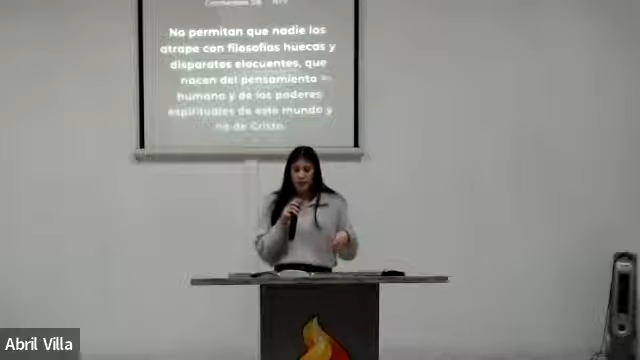 No permitan que nadie los
atrape con filosofías huecas y
disparates elocuentes, que
nacen del pensamiento
humano y de los poderes
espirituales de este mundo y
no de Cristo.
Abril Villa